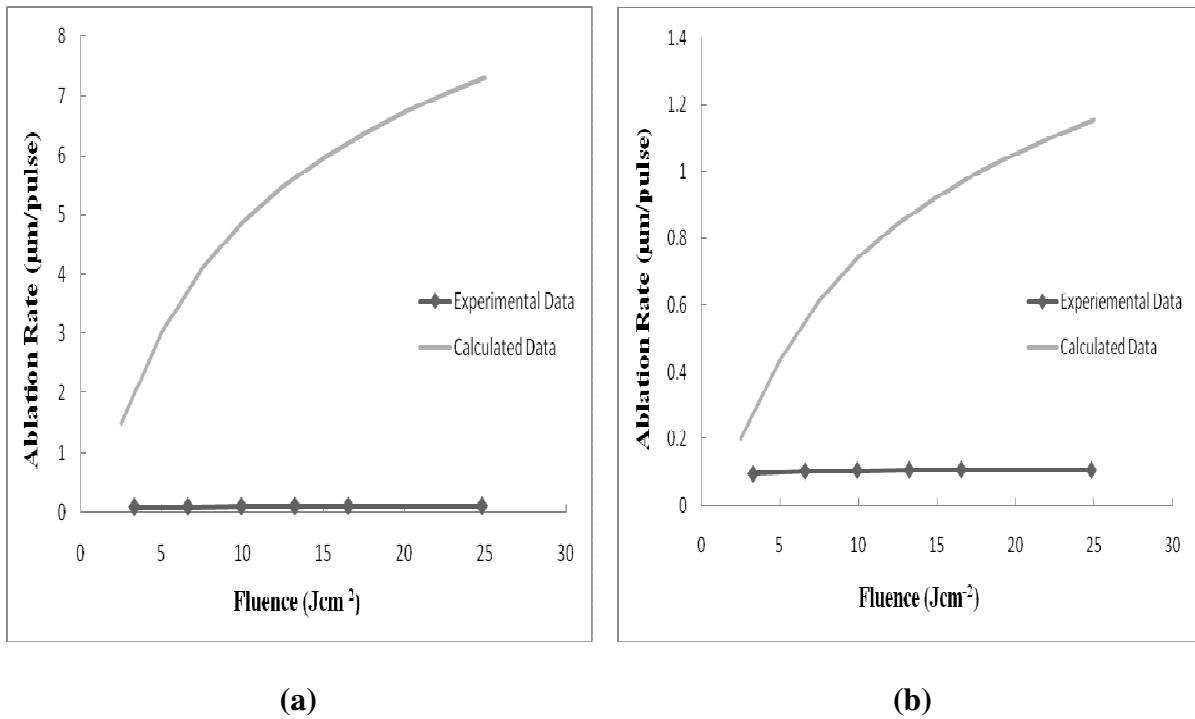 8
7
6
5
4
3
2
1
0
Ablation Rate (µm/pulse)
0 5 10 15 20 25 30
Fluence (Jcm⁻²)
Experimental Data
Calculated Data
(a)
1.4
1.2
1
0.8
0.6
0.4
0.2
0
Ablation Rate (µm/pulse)
0 5 10 15 20 25 30
Fluence (Jcm⁻²)
Experiemental Data
Calculated Data
(b)